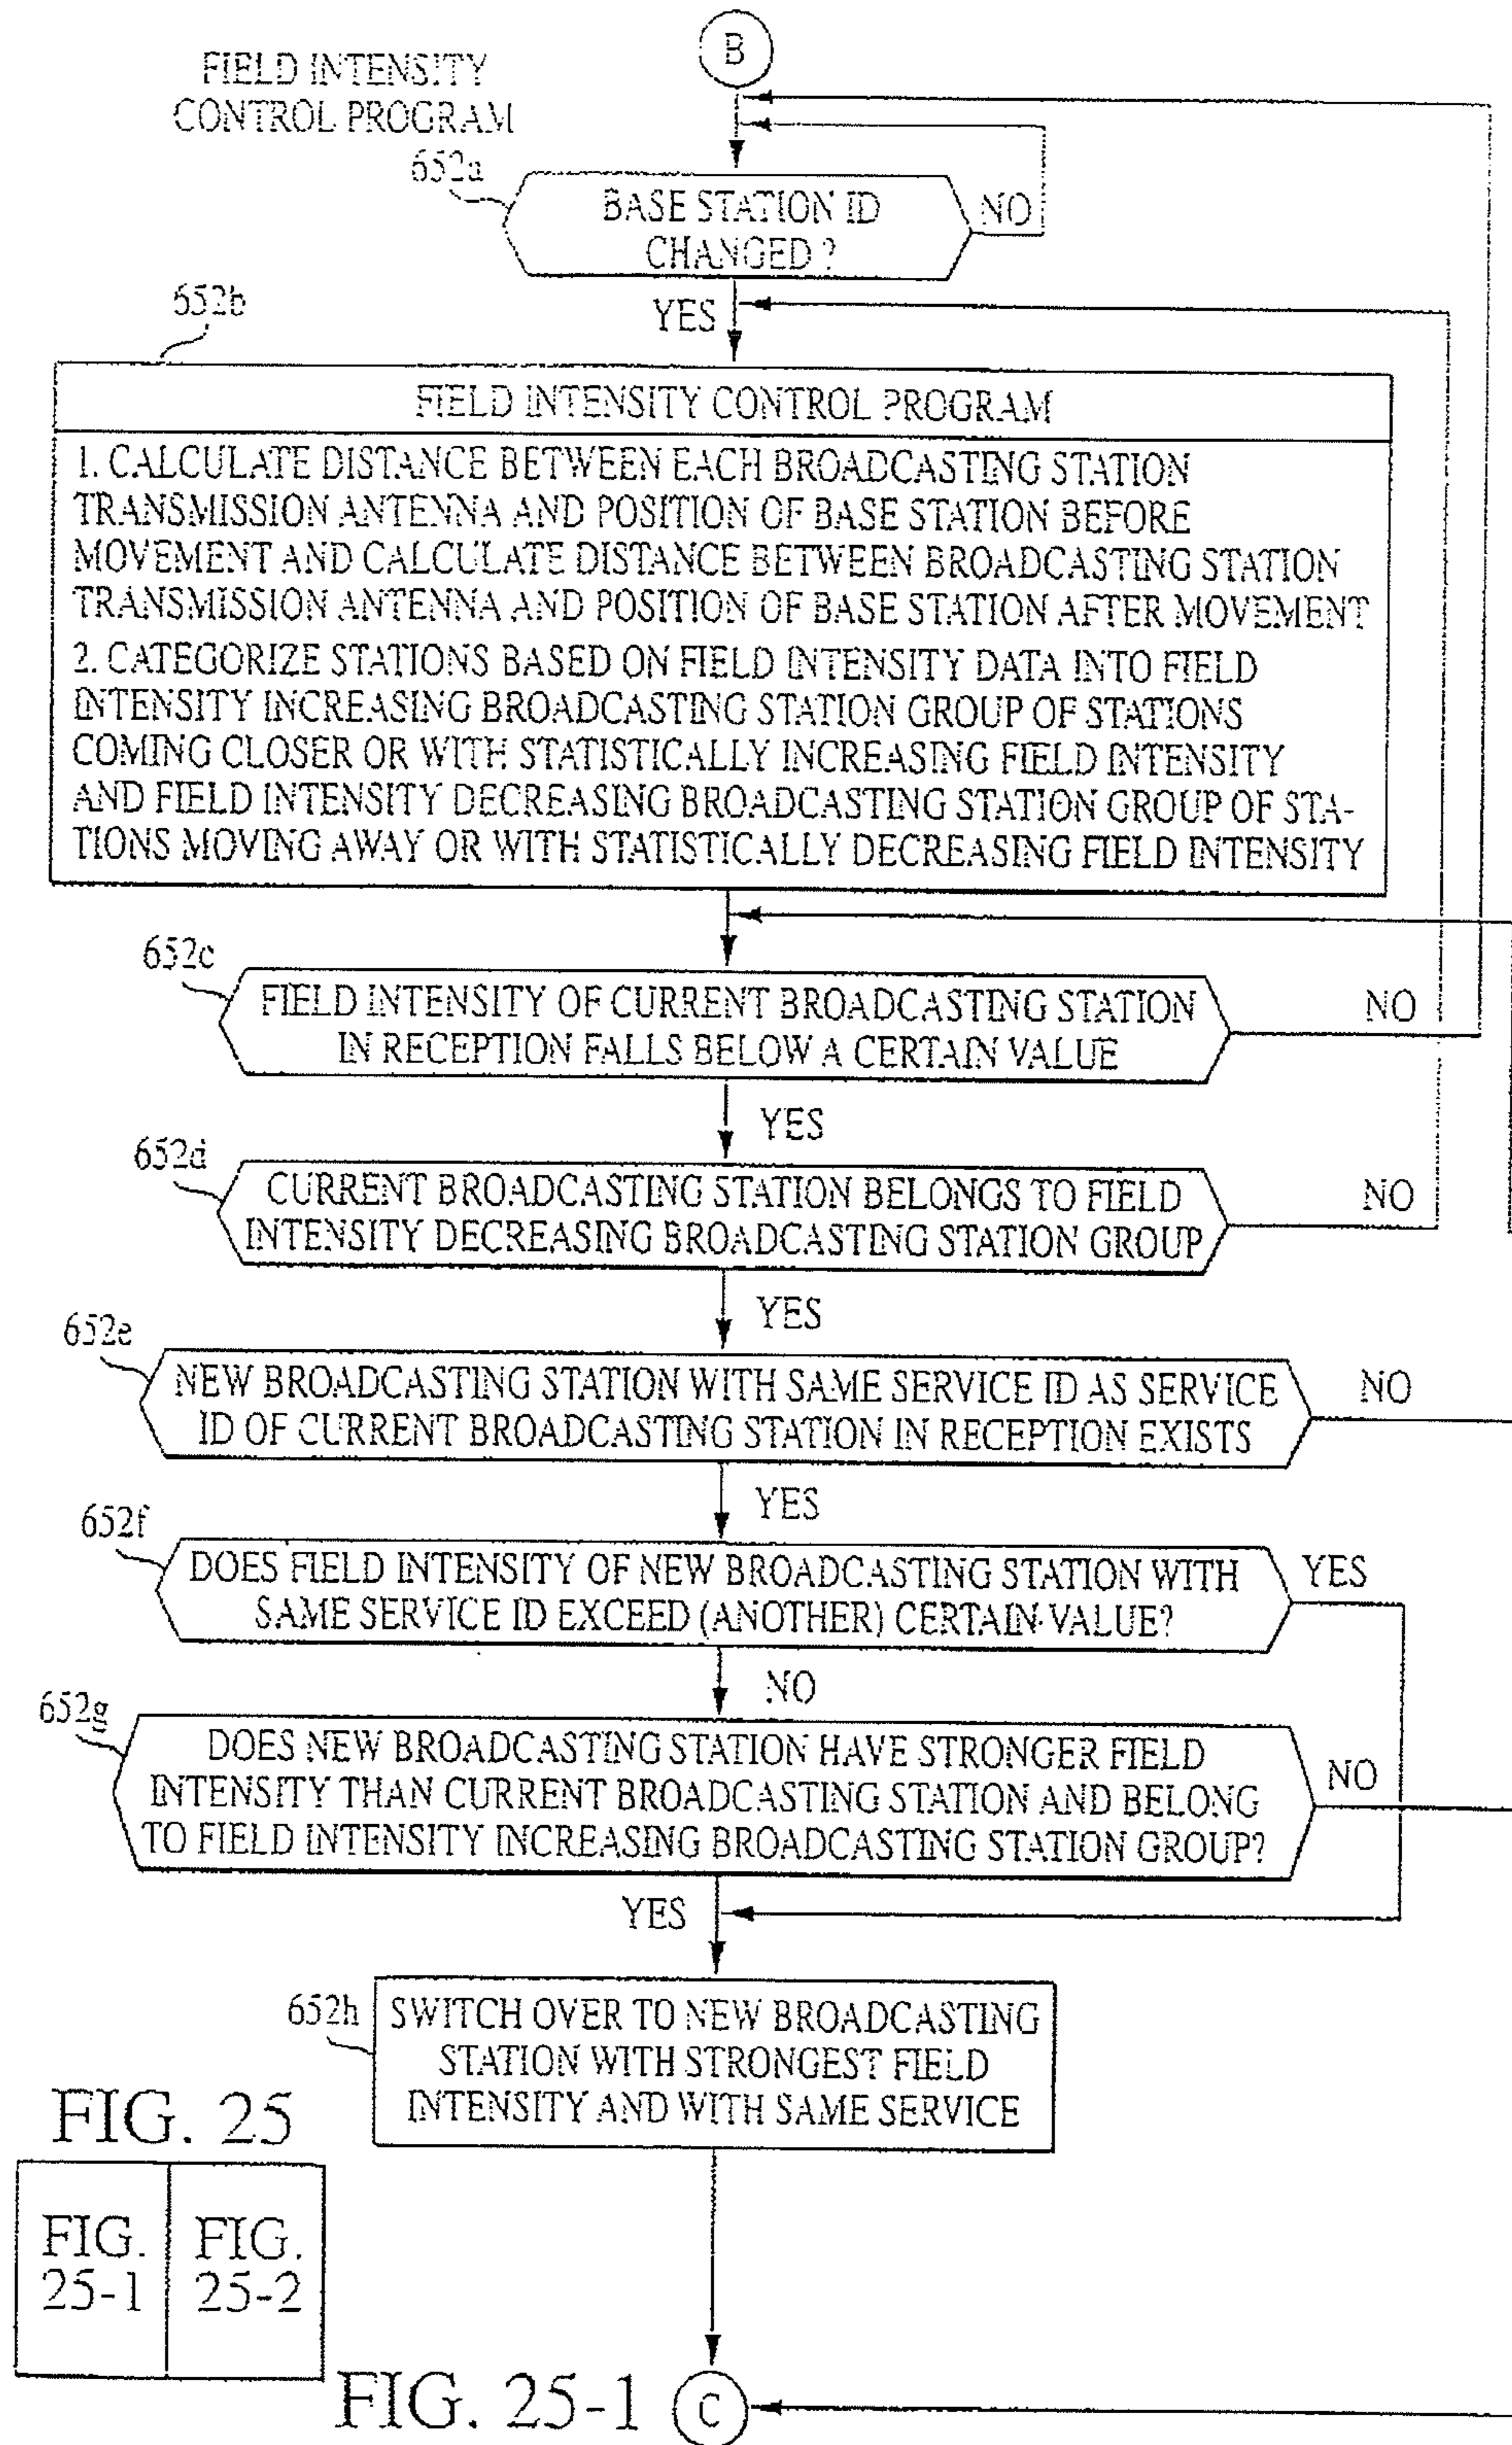 B
FIELD INTENSITY
CONTROL PROGRAM
652a
BASE STATION ID
CHANGED?
NO
652b
YES
FIELD INTENSITY CONTROL PROGRAM
1. CALCULATE DISTANCE BETWEEN EACH BROADCASTING STATION
TRANSMISSION ANTENNA AND POSITION OF BASE STATION BEFORE
MOVEMENT AND CALCULATE DISTANCE BETWEEN BROADCASTING STATION
TRANSMISSION ANTENNA AND POSITION OF BASE STATION AFTER MOVEMENT
2. CATEGORIZE STATIONS BASED ON FIELD INTENSITY DATA INTO FIELD
INTENSITY INCREASING BROADCASTING STATION GROUP OF STATIONS
COMING CLOSER OR WITH STATISTICALLY INCREASING FIELD INTENSITY
AND FIELD INTENSITY DECREASING BROADCASTING STATION GROUP OF STA-
TIONS MOVING AWAY OR WITH STATISTICALLY DECREASING FIELD INTENSITY
652c
FIELD INTENSITY OF CURRENT BROADCASTING STATION
IN RECEPTION FALLS BELOW A CERTAIN VALUE
NO
YES
652d
CURRENT BROADCASTING STATION BELONGS TO FIELD
INTENSITY DECREASING BROADCASTING STATION GROUP
NO
YES
652e
NEW BROADCASTING STATION WITH SAME SERVICE ID AS SERVICE
ID OF CURRENT BROADCASTING STATION IN RECEPTION EXISTS
NO
YES
652f
DOES FIELD INTENSITY OF NEW BROADCASTING STATION WITH
SAME SERVICE ID EXCEED (ANOTHER) CERTAIN VALUE?
YES
NO
652g
DOES NEW BROADCASTING STATION HAVE STRONGER FIELD
INTENSITY THAN CURRENT BROADCASTING STATION AND BELONG
TO FIELD INTENSITY INCREASING BROADCASTING STATION GROUP?
NO
YES
652h
SWITCH OVER TO NEW BROADCASTING
STATION WITH STRONGEST FIELD
INTENSITY AND WITH SAME SERVICE
FIG. 25
FIG.
25-1
FIG.
25-2
FIG. 25-1
C